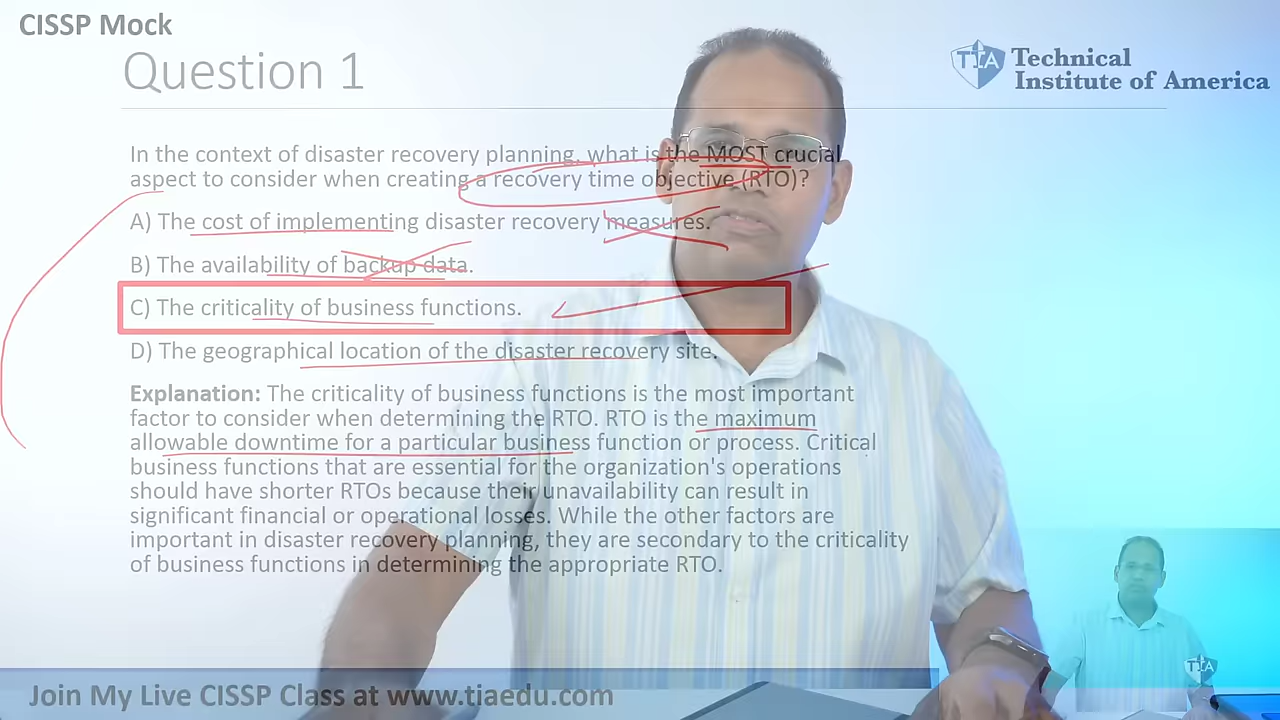 CISSP Mock
Question 1
TIA
Technical
Institute of America
In the context of disaster recovery planning, what is the MOST crucial
aspect to consider when creating a recovery time objective (RTO)?
A) The cost of implementing disaster recovery measures.
B) The availability of backup data.
C) The criticality of business functions.
D) The geographical location of the disaster recovery site.
Explanation: The criticality of business functions is the most important
factor to consider when determining the RTO. RTO is the maximum
allowable downtime for a particular business function or process. Critical
business functions that are essential for the organization's operations
should have shorter RTOs because their unavailability can result in
significant financial or operational losses. While the other factors are
important in disaster recovery planning, they are secondary to the criticality
of business functions in determining the appropriate RTO.
TIA
Join My Live CISSP Class at www.tiaedu.com